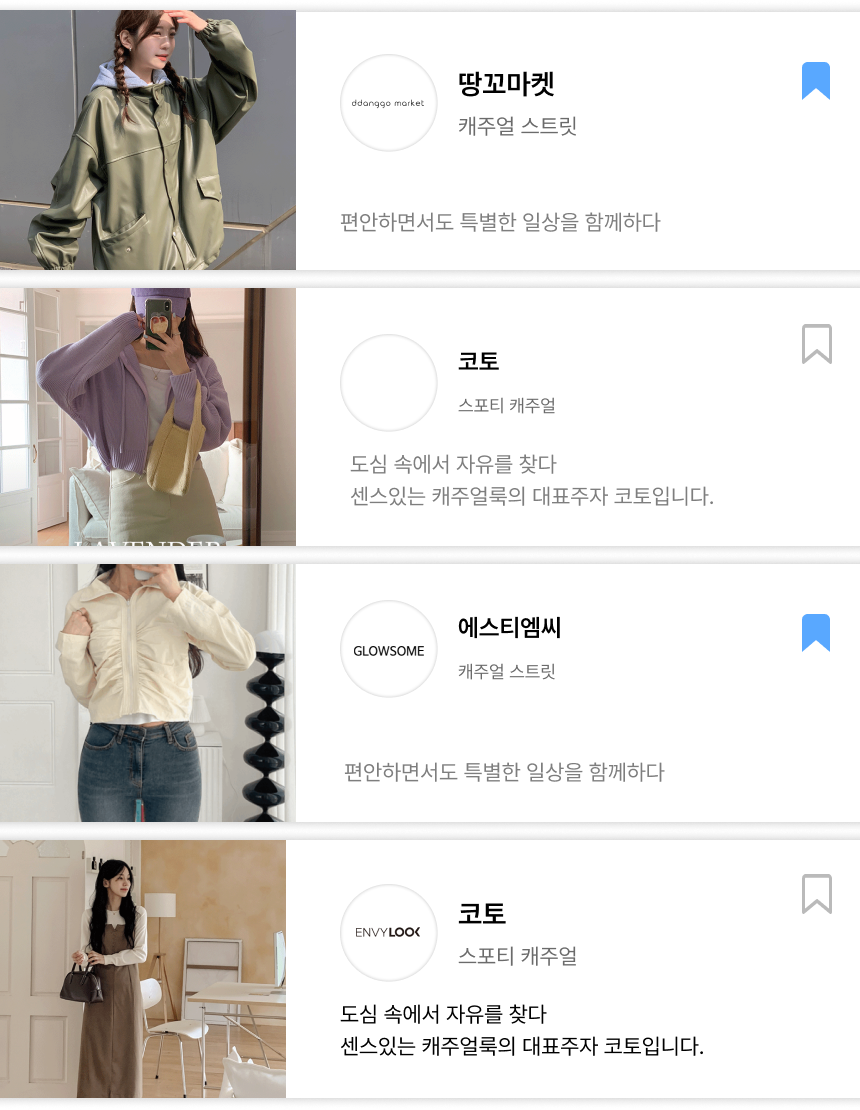 ddanggo market
땅꼬마켓
캐주얼 스트릿
편안하면서도 특별한 일상을 함께하다
코토
스포티 캐주얼
도심 속에서 자유를 찾다
센스있는 캐주얼룩의 대표주자 코토입니다.
LAVENDER
GLOWSOME
에스티엠씨
캐주얼 스트릿
편안하면서도 특별한 일상을 함께하다
ENVYLOOK
코토
스포티 캐주얼
도심 속에서 자유를 찾다
센스있는 캐주얼룩의 대표주자 코토입니다.